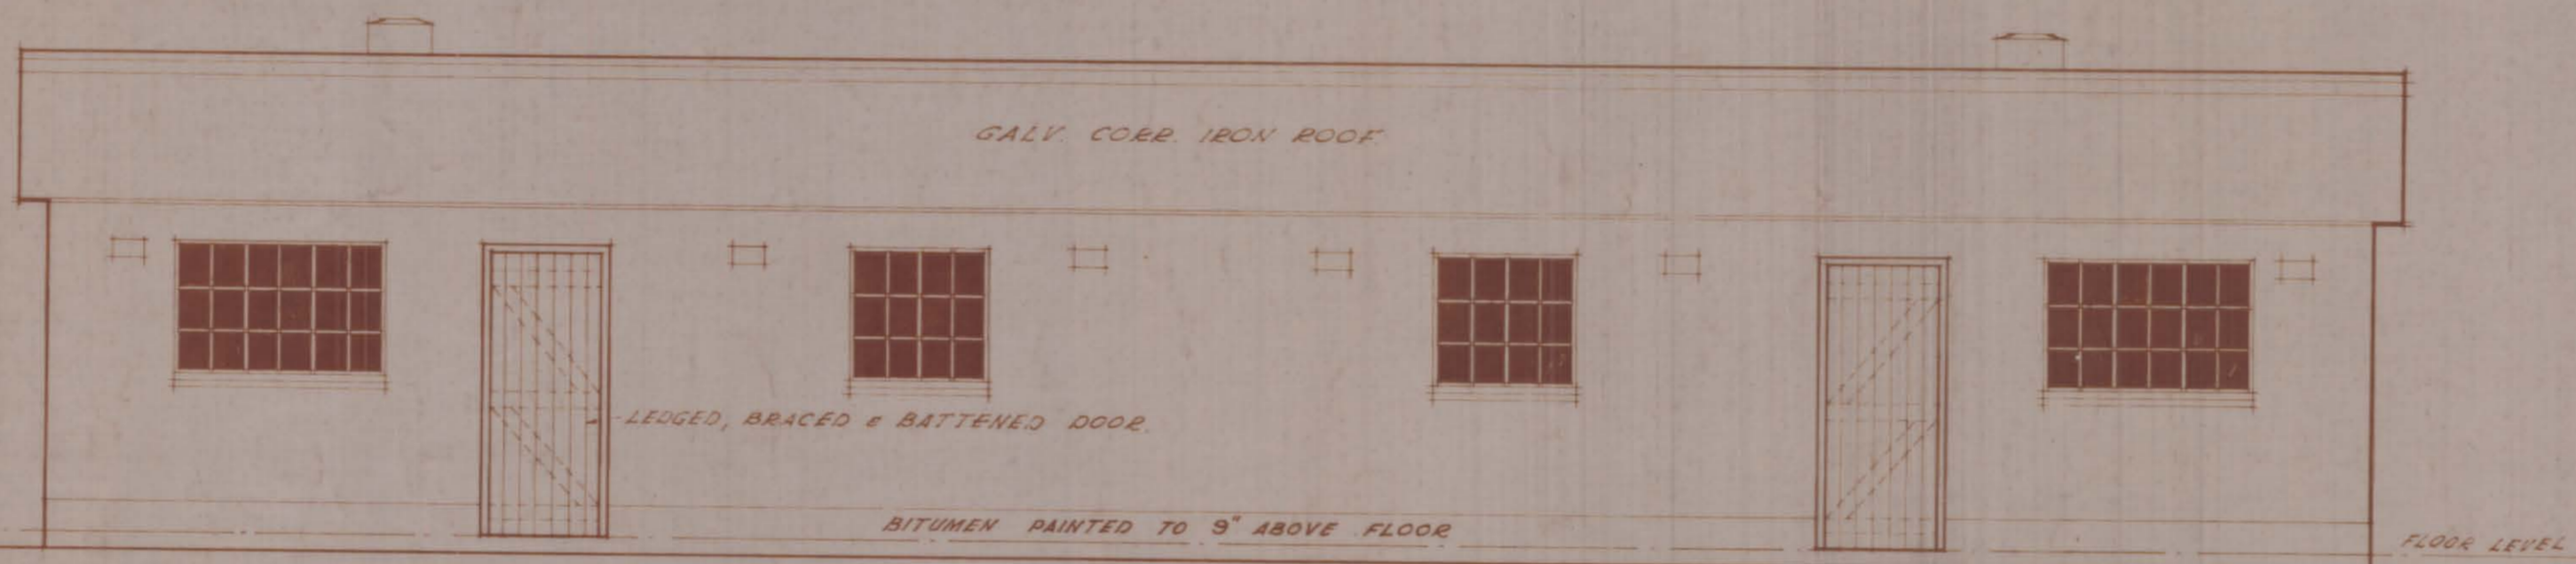 GALV. CORR. IRON ROOF.
LEDGED, BRACED & BATTENED DOOR.
BITUMEN PAINTED TO 9" ABOVE FLOOR
FLOOR LEVEL